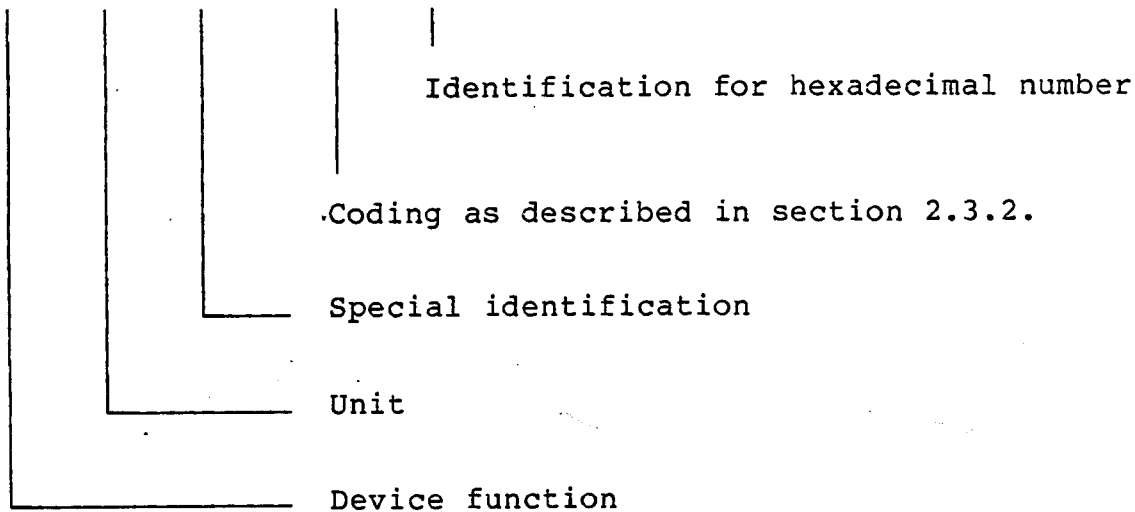 Identification for hexadecimal number
Coding as described in section 2.3.2.
Special identification
Unit
Device function